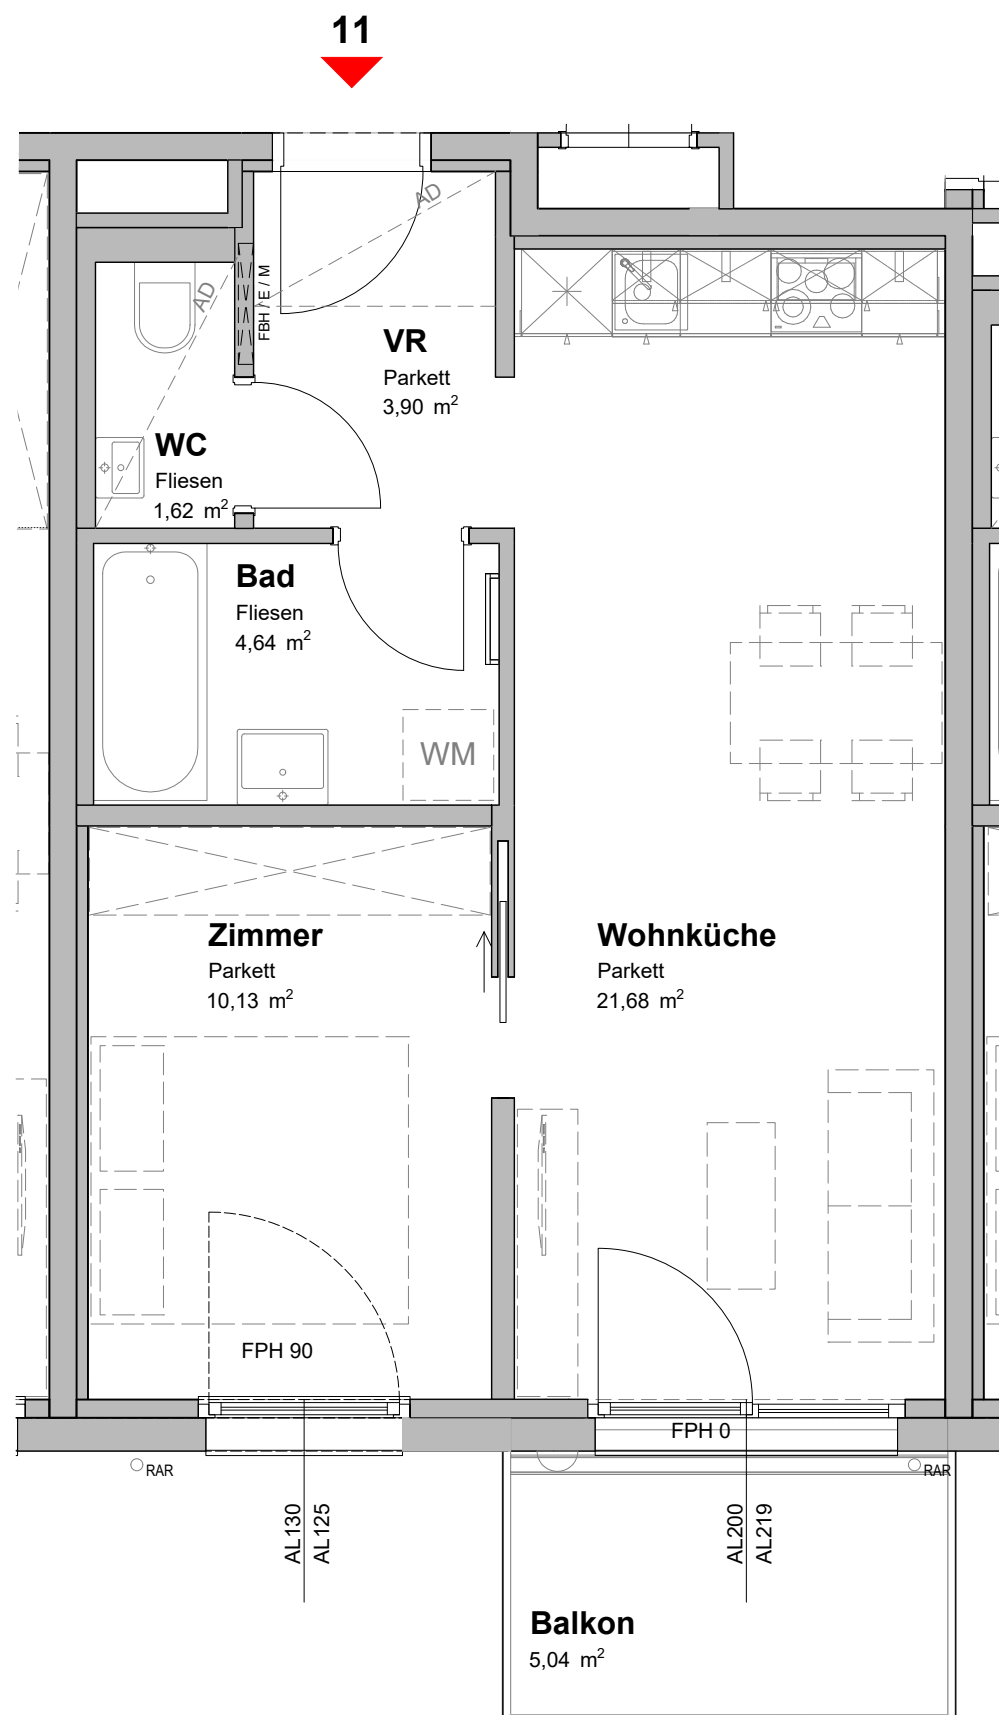 11
AD
FBH / E / M
AD
VR
Parkett
3,90 m²
WC
Fliesen
1,62 m²
Bad
Fliesen
4,64 m²
WM
Zimmer
Parkett
10,13 m²
Wohnküche
Parkett
21,68 m²
FPH 90
FPH 0
RAR
RAR
AL130
AL125
AL200
AL219
Balkon
5,04 m²